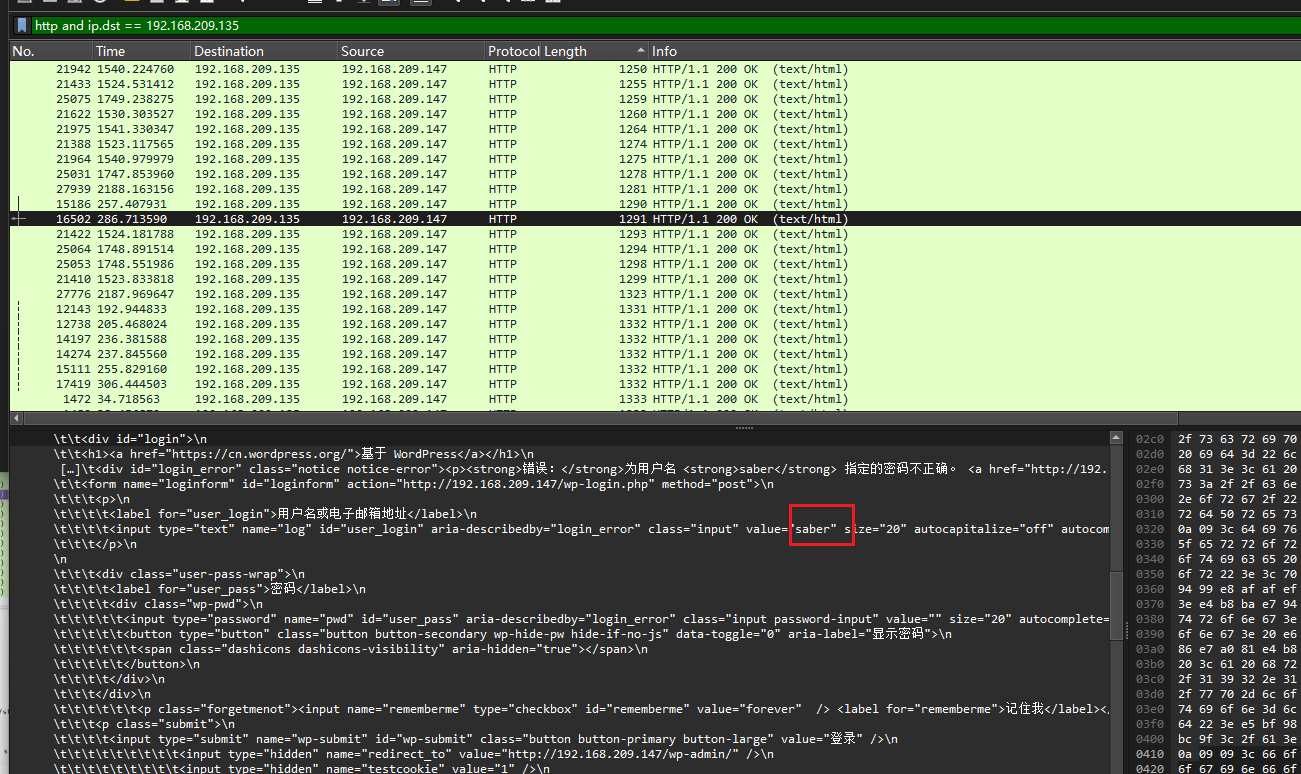 http and ip.dst == 192.168.209.135
No. Time Destination Source Protocol Length Info
21942 1540.224760 192.168.209.135 192.168.209.147 HTTP 1250 HTTP/1.1 200 OK (text/html)
21433 1524.531412 192.168.209.135 192.168.209.147 HTTP 1255 HTTP/1.1 200 OK (text/html)
25075 1749.238275 192.168.209.135 192.168.209.147 HTTP 1259 HTTP/1.1 200 OK (text/html)
21622 1530.303527 192.168.209.135 192.168.209.147 HTTP 1260 HTTP/1.1 200 OK (text/html)
21975 1541.330347 192.168.209.135 192.168.209.147 HTTP 1264 HTTP/1.1 200 OK (text/html)
21388 1523.117565 192.168.209.135 192.168.209.147 HTTP 1274 HTTP/1.1 200 OK (text/html)
21964 1540.979979 192.168.209.135 192.168.209.147 HTTP 1275 HTTP/1.1 200 OK (text/html)
25031 1747.853960 192.168.209.135 192.168.209.147 HTTP 1278 HTTP/1.1 200 OK (text/html)
27939 2188.163156 192.168.209.135 192.168.209.147 HTTP 1281 HTTP/1.1 200 OK (text/html)
15186 257.407931 192.168.209.135 192.168.209.147 HTTP 1290 HTTP/1.1 200 OK (text/html)
16502 286.713590 192.168.209.135 192.168.209.147 HTTP 1291 HTTP/1.1 200 OK (text/html)
21422 1524.181788 192.168.209.135 192.168.209.147 HTTP 1293 HTTP/1.1 200 OK (text/html)
25064 1748.891514 192.168.209.135 192.168.209.147 HTTP 1294 HTTP/1.1 200 OK (text/html)
25053 1748.551986 192.168.209.135 192.168.209.147 HTTP 1298 HTTP/1.1 200 OK (text/html)
21410 1523.833818 192.168.209.135 192.168.209.147 HTTP 1299 HTTP/1.1 200 OK (text/html)
27776 2187.969647 192.168.209.135 192.168.209.147 HTTP 1323 HTTP/1.1 200 OK (text/html)
12143 192.944833 192.168.209.135 192.168.209.147 HTTP 1331 HTTP/1.1 200 OK (text/html)
12738 205.468024 192.168.209.135 192.168.209.147 HTTP 1332 HTTP/1.1 200 OK (text/html)
14197 236.381588 192.168.209.135 192.168.209.147 HTTP 1332 HTTP/1.1 200 OK (text/html)
14274 237.845560 192.168.209.135 192.168.209.147 HTTP 1332 HTTP/1.1 200 OK (text/html)
15111 255.829160 192.168.209.135 192.168.209.147 HTTP 1332 HTTP/1.1 200 OK (text/html)
17419 306.444503 192.168.209.135 192.168.209.147 HTTP 1332 HTTP/1.1 200 OK (text/html)
1472 34.718563 192.168.209.135 192.168.209.147 HTTP 1333 HTTP/1.1 200 OK (text/html)
\t\t<div id="login">\n
\t\t<h1><a href="https://cn.wordpress.org/">基于 WordPress</a></h1>\n
[…]\t<div id="login_error" class="notice notice-error"><p><strong>错误：</strong>为用户名 <strong>saber</strong> 指定的密码不正确。 <a href="http://192.
\t\t<form name="loginform" id="loginform" action="http://192.168.209.147/wp-login.php" method="post">\n
\t\t\t<p>\n
\t\t\t\t<label for="user_login">用户名或电子邮箱地址</label>\n
\t\t\t\t<input type="text" name="log" id="user_login" aria-describedby="login_error" class="input" value="saber" size="20" autocapitalize="off" autocom
\t\t\t</p>\n
\n
\t\t\t<div class="user-pass-wrap">\n
\t\t\t\t<label for="user_pass">密码</label>\n
\t\t\t\t<div class="wp-pwd">\n
\t\t\t\t\t<input type="password" name="pwd" id="user_pass" aria-describedby="login_error" class="input password-input" value="" size="20" autocomplete=
\t\t\t\t\t<button type="button" class="button button-secondary wp-hide-pw hide-if-no-js" data-toggle="0" aria-label="显示密码">\n
\t\t\t\t\t\t<span class="dashicons dashicons-visibility" aria-hidden="true"></span>\n
\t\t\t\t\t</button>\n
\t\t\t\t</div>\n
\t\t\t</div>\n
\t\t\t\t\t\t<p class="forgetmenot"><input name="rememberme" type="checkbox" id="rememberme" value="forever"  /> <label for="rememberme">记住我</label></
\t\t\t<p class="submit">\n
\t\t\t\t<input type="submit" name="wp-submit" id="wp-submit" class="button button-primary button-large" value="登录" />\n
\t\t\t\t\t\t\t\t\t<input type="hidden" name="redirect_to" value="http://192.168.209.147/wp-admin/" />\n
\t\t\t\t\t\t\t\t\t<input type="hidden" name="testcookie" value="1" />\n
02c0 2f 73 63 72 69 70
02d0 20 69 64 3d 22 6c
02e0 68 31 3e 3c 61 20
02f0 73 3a 2f 2f 63 6e
0300 2e 6f 72 67 2f 22
0310 72 64 50 72 65 73
0320 0a 09 3c 64 69 76
0330 5f 65 72 72 6f 72
0340 6f 74 69 63 65 20
0350 6f 72 22 3e 3c 70
0360 94 99 e8 af af ef
0370 3e e4 b8 ba e7 94
0380 74 72 6f 6e 67 3e
0390 6f 6e 67 3e 20 e6
03a0 86 e7 a0 81 e4 b8
03b0 20 3c 61 20 68 72
03c0 2f 31 39 32 2e 31
03d0 2f 77 70 2d 6c 6f
03e0 74 69 6f 6e 3d 6c
03f0 64 22 3e e5 bf 98
0400 bc 9f 3c 2f 61 3e
0410 0a 09 09 3c 66 6f
0420 6f 67 69 6e 66 6f